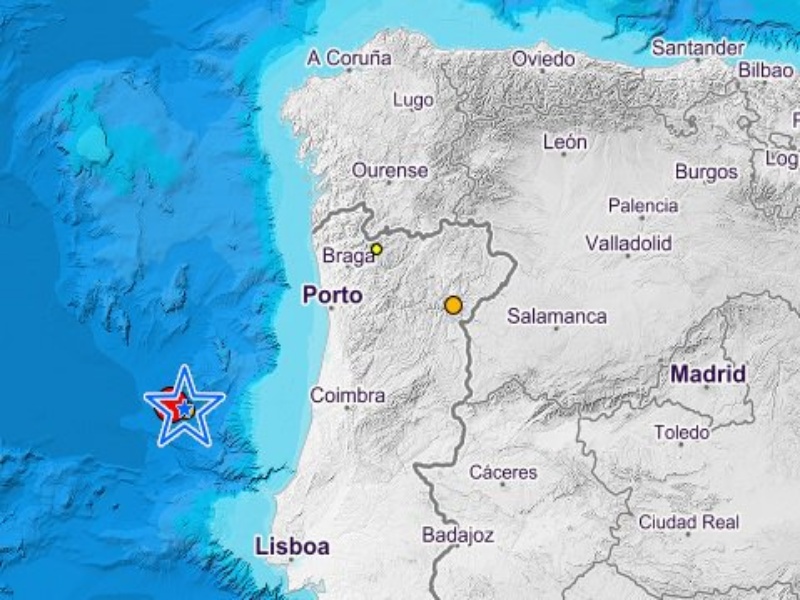 Santander
A Coruña
Oviedo
Bilbao
Lugo
León
Log
Ourense
Burgos
Palencia
Valladolid
Braga
Porto
Salamanca
Madrid
Coimbra
Toledo
Cáceres
Ciudad Real
Badajoz
Lisboa